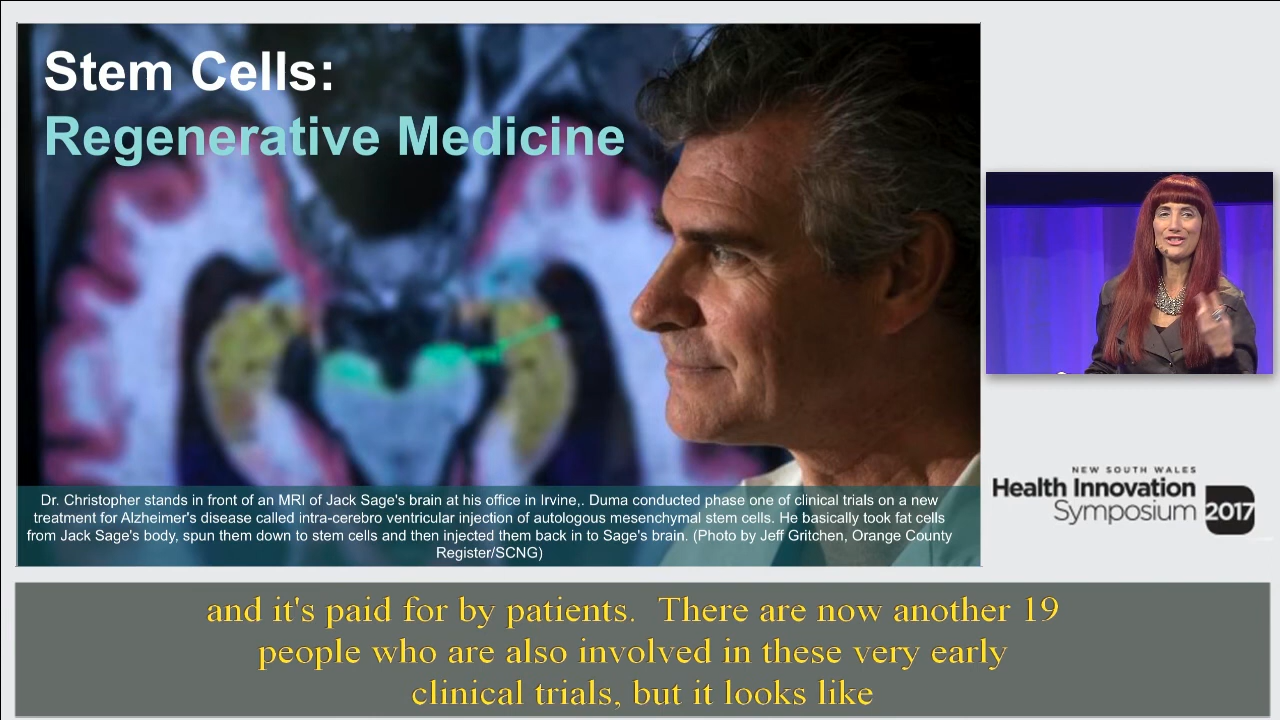 Stem Cells:
Regenerative Medicine
Dr. Christopher stands in front of an MRI of Jack Sage's brain at his office in Irvine,. Duma conducted phase one of clinical trials on a new
treatment for Alzheimer's disease called intra-cerebro ventricular injection of autologous mesenchymal stem cells. He basically took fat cells
from Jack Sage's body, spun them down to stem cells and then injected them back in to Sage's brain. (Photo by Jeff Gritchen, Orange County
Register/SCNG)
NEW SOUTH WALES
Health Innovation
Symposium 2017
and it's paid for by patients.  There are now another 19
people who are also involved in these very early
clinical trials, but it looks like